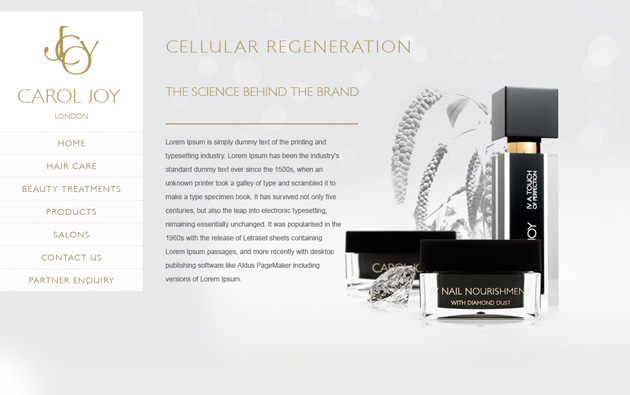 JCOY
CAROL JOY
LONDON
HOME
HAIR CARE
BEAUTY TREATMENTS
PRODUCTS
SALONS
CONTACT US
PARTNER ENQUIRY
CELLULAR REGENERATION
THE SCIENCE BEHIND THE BRAND
Lorem Ipsum is simply dummy text of the printing and
typesetting industry. Lorem Ipsum has been the industry's
standard dummy text ever since the 1500s, when an
unknown printer took a galley of type and scrambled it to
make a type specimen book. It has survived not only five
centuries, but also the leap into electronic typesetting,
remaining essentially unchanged. It was popularised in the
1960s with the release of Letraset sheets containing
Lorem Ipsum passages, and more recently with desktop
publishing software like Aldus PageMaker including
versions of Lorem Ipsum.
IV A TOUCH
OF PERFECTION
JOY
CAROL J
Y NAIL NOURISHMEN
WITH DIAMOND DUST